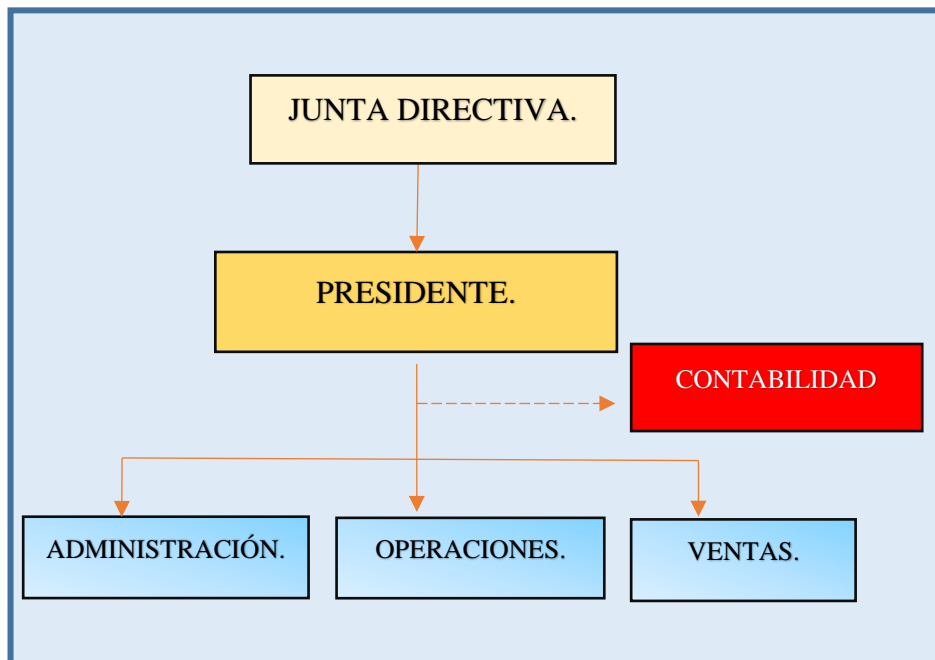 JUNTA DIRECTIVA.
PRESIDENTE.
CONTABILIDAD
ADMINISTRACIÓN.
OPERACIONES.
VENTAS.